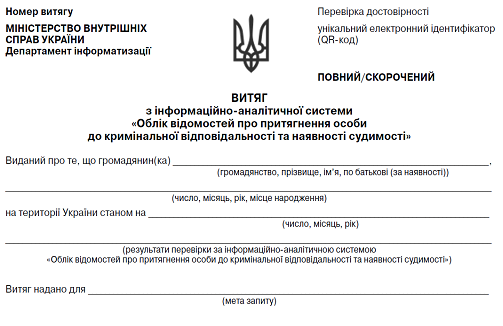 Номер витягу
МІНІСТЕРСТВО ВНУТРІШНІХ
СПРАВ УКРАЇНИ
Департамент інформатизації
Перевірка достовірності
унікальний електронний ідентифікатор
(QR-код)
ПОВНИЙ/СКОРОЧЕНИЙ
ВИТЯГ
з інформаційно-аналітичної системи
«Облік відомостей про притягнення особи
до кримінальної відповідальності та наявності судимості»
Виданий про те, що громадянин(ка) ,
(громадянство, прізвище, ім’я, по батькові (за наявності))
(число, місяць, рік, місце народження)
на території України станом на
(число, місяць, рік)
(результати перевірки за інформаційно-аналітичною системою
«Облік відомостей про притягнення особи до кримінальної відповідальності та наявності судимості»)
Витяг надано для
(мета запиту)